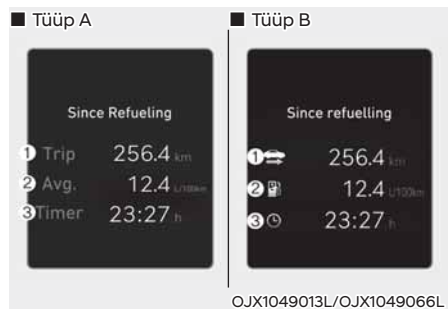 ■ Tüüp A
■ Tüüp B
Since Refueling
① Trip 256.4 km
② Avg. 12.4 L/100km
③ Timer 23:27 h
Since refuelling
① 256.4 km
② 12.4 L/100km
③ 23:27 h
OJX1049013L/OJX1049066L